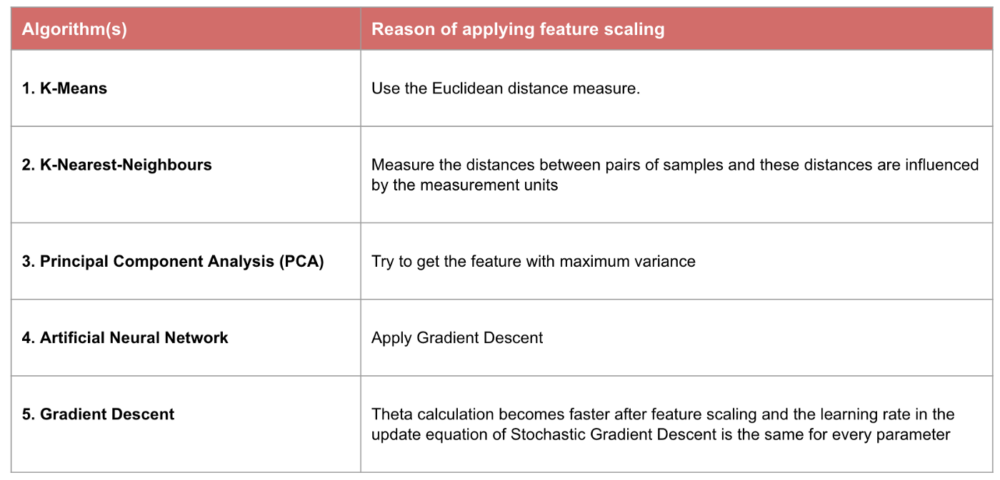 Algorithm(s)
Reason of applying feature scaling
1. K-Means
Use the Euclidean distance measure.
2. K-Nearest-Neighbours
Measure the distances between pairs of samples and these distances are influenced
by the measurement units
3. Principal Component Analysis (PCA)
Try to get the feature with maximum variance
4. Artificial Neural Network
Apply Gradient Descent
5. Gradient Descent
Theta calculation becomes faster after feature scaling and the learning rate in the
update equation of Stochastic Gradient Descent is the same for every parameter